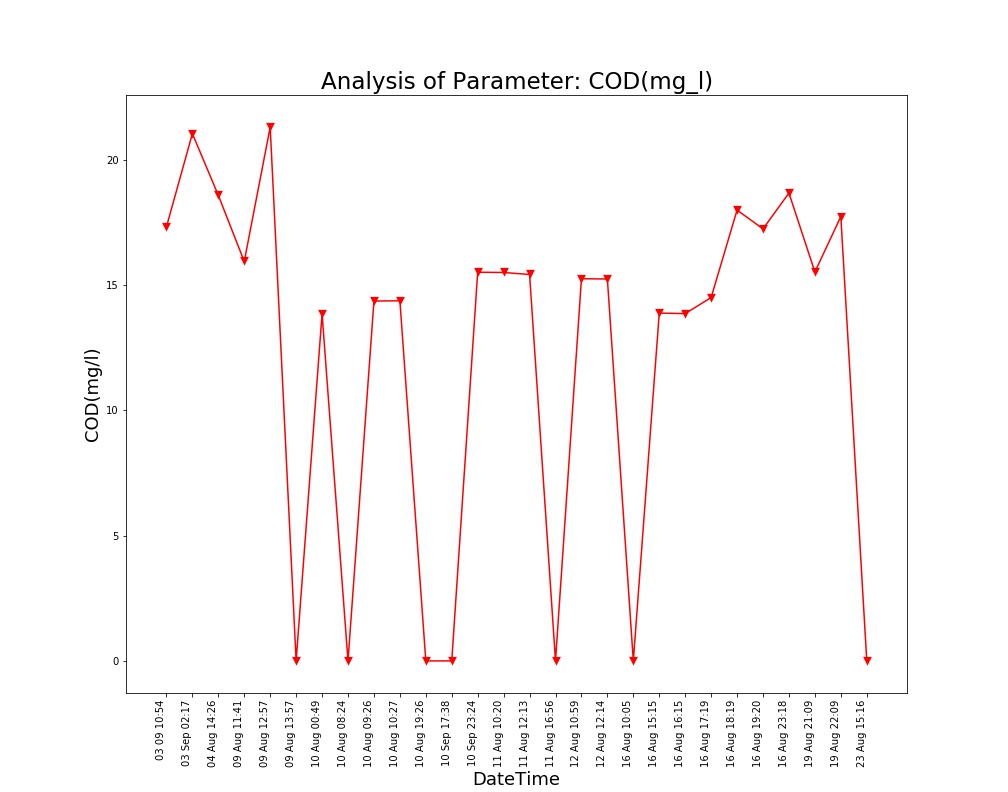 Analysis of Parameter: COD(mg_l)
20
15
10
5
0
COD(mg/l)
03 09 10:54
03 Sep 02:17
04 Aug 14:26
09 Aug 11:41
09 Aug 12:57
09 Aug 13:57
10 Aug 00:49
10 Aug 08:24
10 Aug 09:26
10 Aug 10:27
10 Aug 19:26
10 Sep 17:38
10 Sep 23:24
11 Aug 10:20
11 Aug 12:13
11 Aug 16:56
12 Aug 10:59
12 Aug 12:14
16 Aug 10:05
16 Aug 15:15
16 Aug 16:15
16 Aug 17:19
16 Aug 18:19
16 Aug 19:20
16 Aug 23:18
19 Aug 21:09
19 Aug 22:09
23 Aug 15:16
DateTime